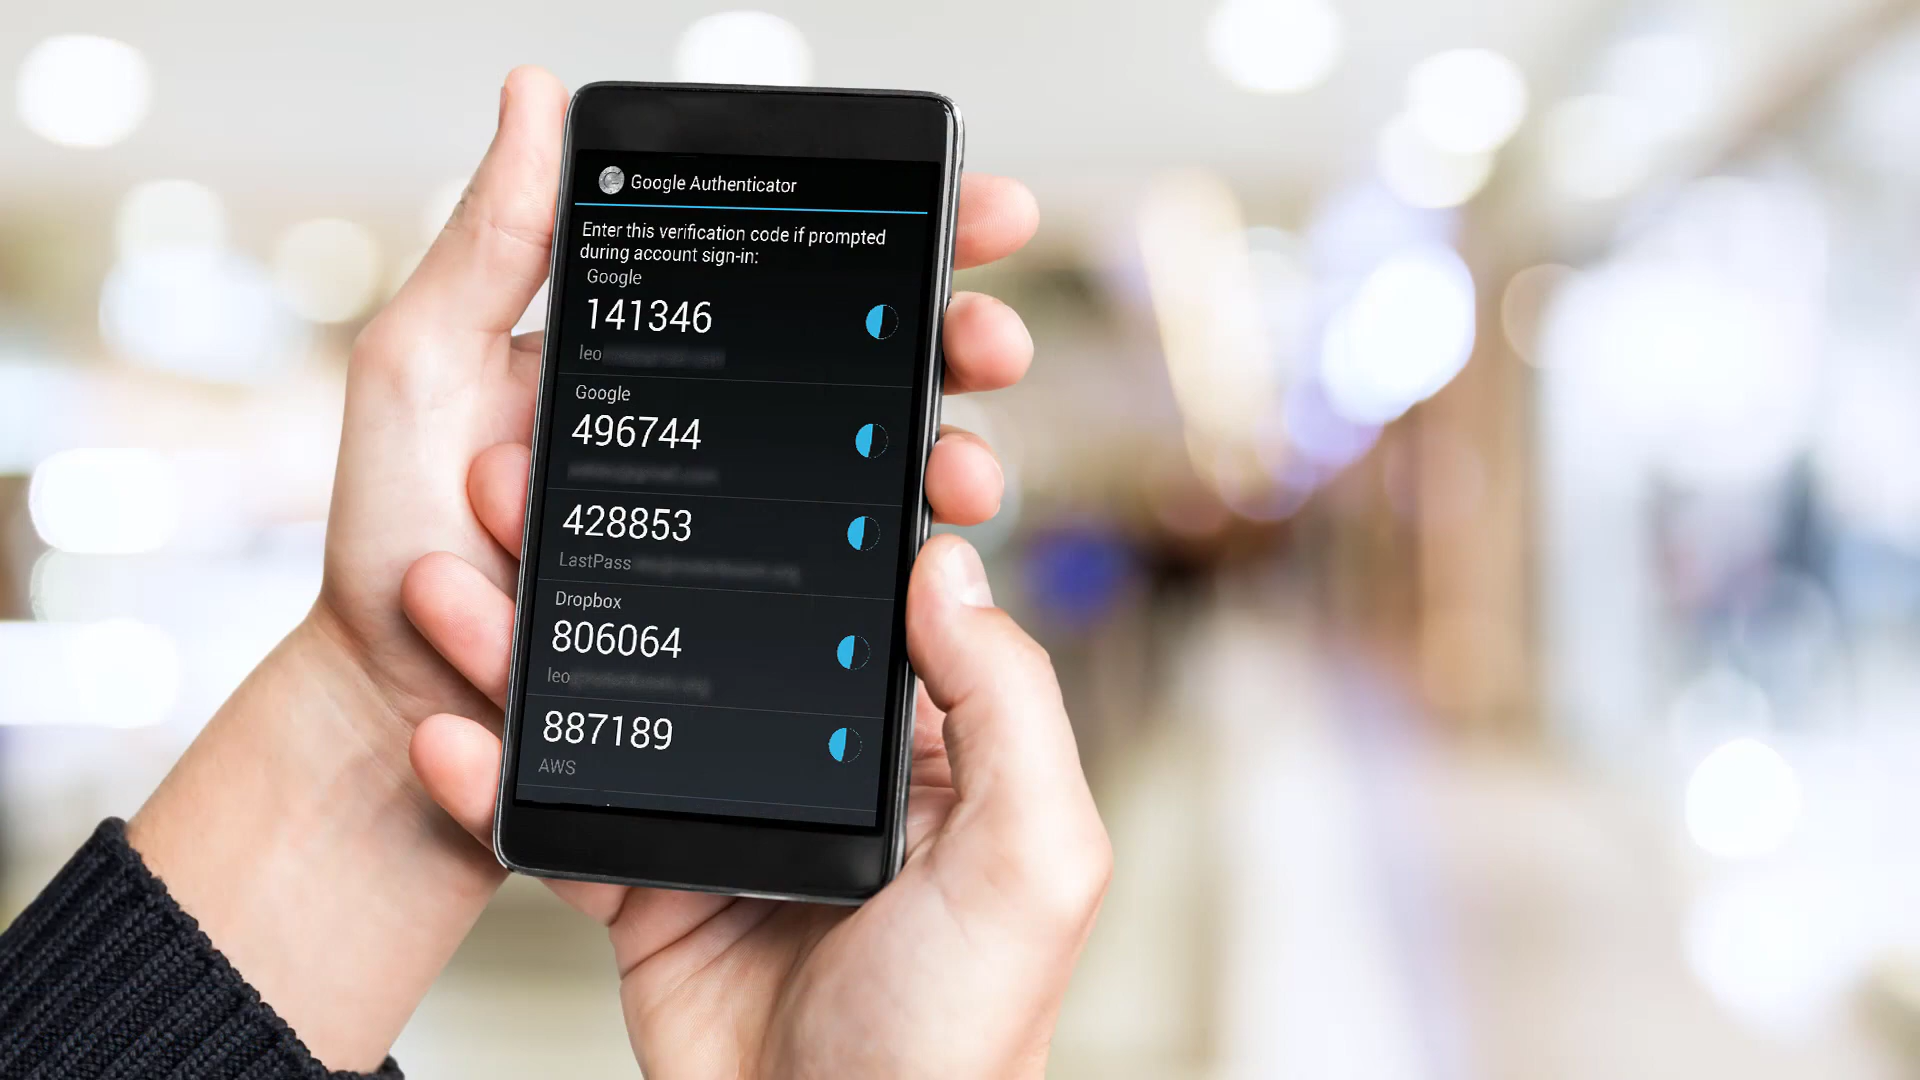 Google Authenticator
Enter this verification code if prompted
during account sign-in:
Google
141346
leo
Google
496744
428853
LastPass
Dropbox
806064
leo
887189
AWS